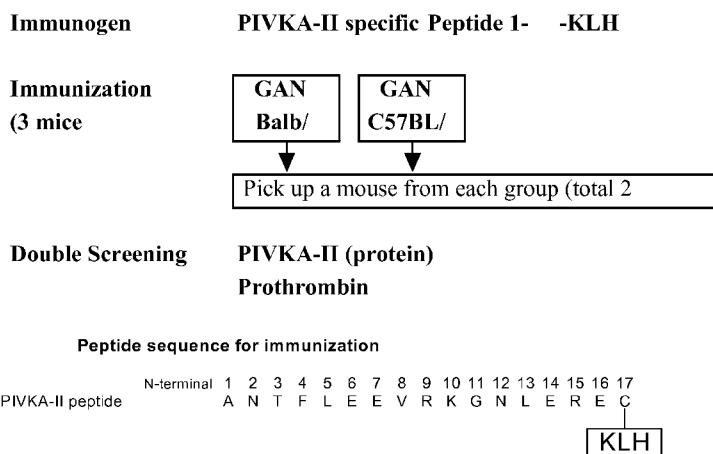 Immunogen PIVKA-II specific Peptide 1- -KLH
Immunization GAN GAN
(3 mice Balb/ C57BL/
Pick up a mouse from each group (total 2
Double Screening PIVKA-II (protein)
Prothrombin
Peptide sequence for immunization
N-terminal 1 2 3 4 5 6 7 8 9 10 11 12 13 14 15 16 17
PIVKA-II peptide A N T F L E E V R K G N L E R E C
KLH